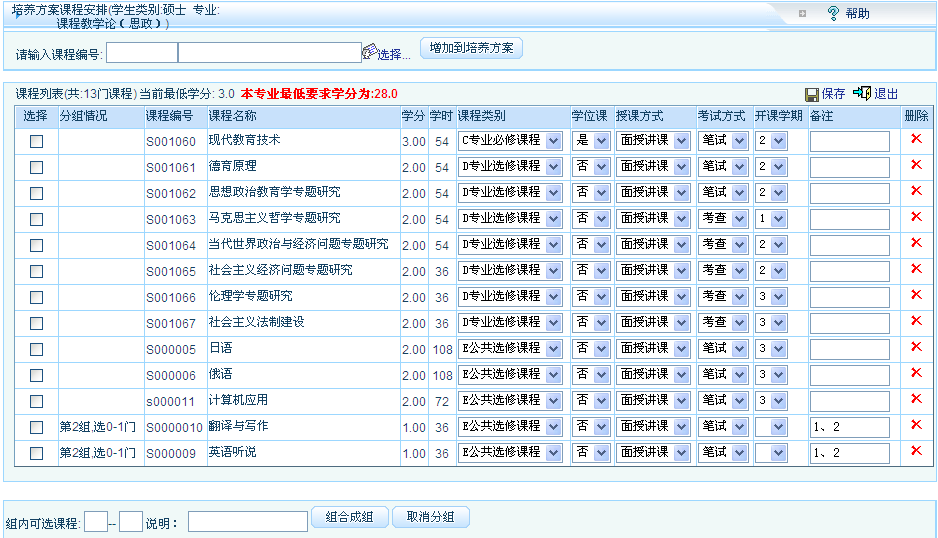 培养方案课程安排(学生类别:硕士 专业:
课程教学论（思政）)
帮助
请输入课程编号: 选择... 增加到培养方案
课程列表(共:13门课程)当前最低学分: 3.0 本专业最低要求学分为:28.0 保存 退出
选择 分组情况 课程编号 课程名称 学分 学时 课程类别 学位课 授课方式 考试方式 开课学期 备注 删除
S001060 现代教育技术 3.00 54 C专业必修课程 是 面授讲课 笔试 2
S001061 德育原理 2.00 54 D专业选修课程 否 面授讲课 笔试 2
S001062 思想政治教育学专题研究 2.00 54 D专业选修课程 否 面授讲课 笔试 2
S001063 马克思主义哲学专题研究 2.00 54 D专业选修课程 否 面授讲课 考查 1
S001064 当代世界政治与经济问题专题研究 2.00 54 D专业选修课程 否 面授讲课 考查 2
S001065 社会主义经济问题专题研究 2.00 36 D专业选修课程 否 面授讲课 考查 2
S001066 伦理学专题研究 2.00 36 D专业选修课程 否 面授讲课 考查 3
S001067 社会主义法制建设 2.00 36 D专业选修课程 否 面授讲课 考查 3
S000005 日语 2.00 108 E公共选修课程 否 面授讲课 笔试 3
S000006 俄语 2.00 108 E公共选修课程 否 面授讲课 笔试 3
s000011 计算机应用 2.00 72 E公共选修课程 否 面授讲课 笔试 3
第2组,选0-1门 S0000010 翻译与写作 1.00 36 E公共选修课程 否 面授讲课 笔试 1、2
第2组,选0-1门 S000009 英语听说 1.00 36 E公共选修课程 否 面授讲课 笔试 1、2
组内可选课程: -- 说明： 组合成组 取消分组